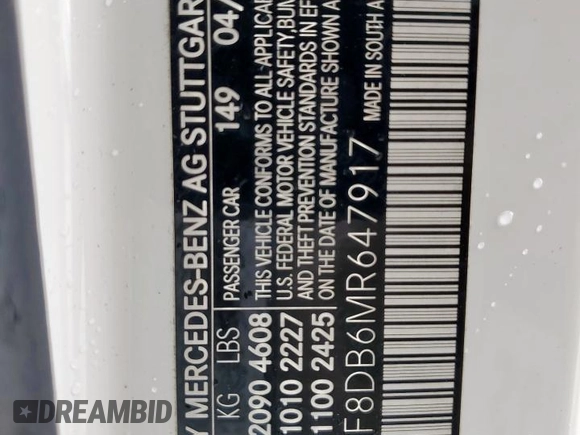 Y MERCEDES-BENZ AG STUTTGAR
KG LBS PASSENGER CAR 149 04/
2090 4608 THIS VEHICLE CONFORMS TO ALL APPLICA
1010 2227 U.S. FEDERAL MOTOR VEHICLE SAFETY, BUM
1100 2425 AND THEFT PREVENTION STANDARDS IN EF
ON THE DATE OF MANUFACTURE SHOWN A
F8DB6MR647917 MADE IN SOUTH A
DREAMBID
DREAMBID